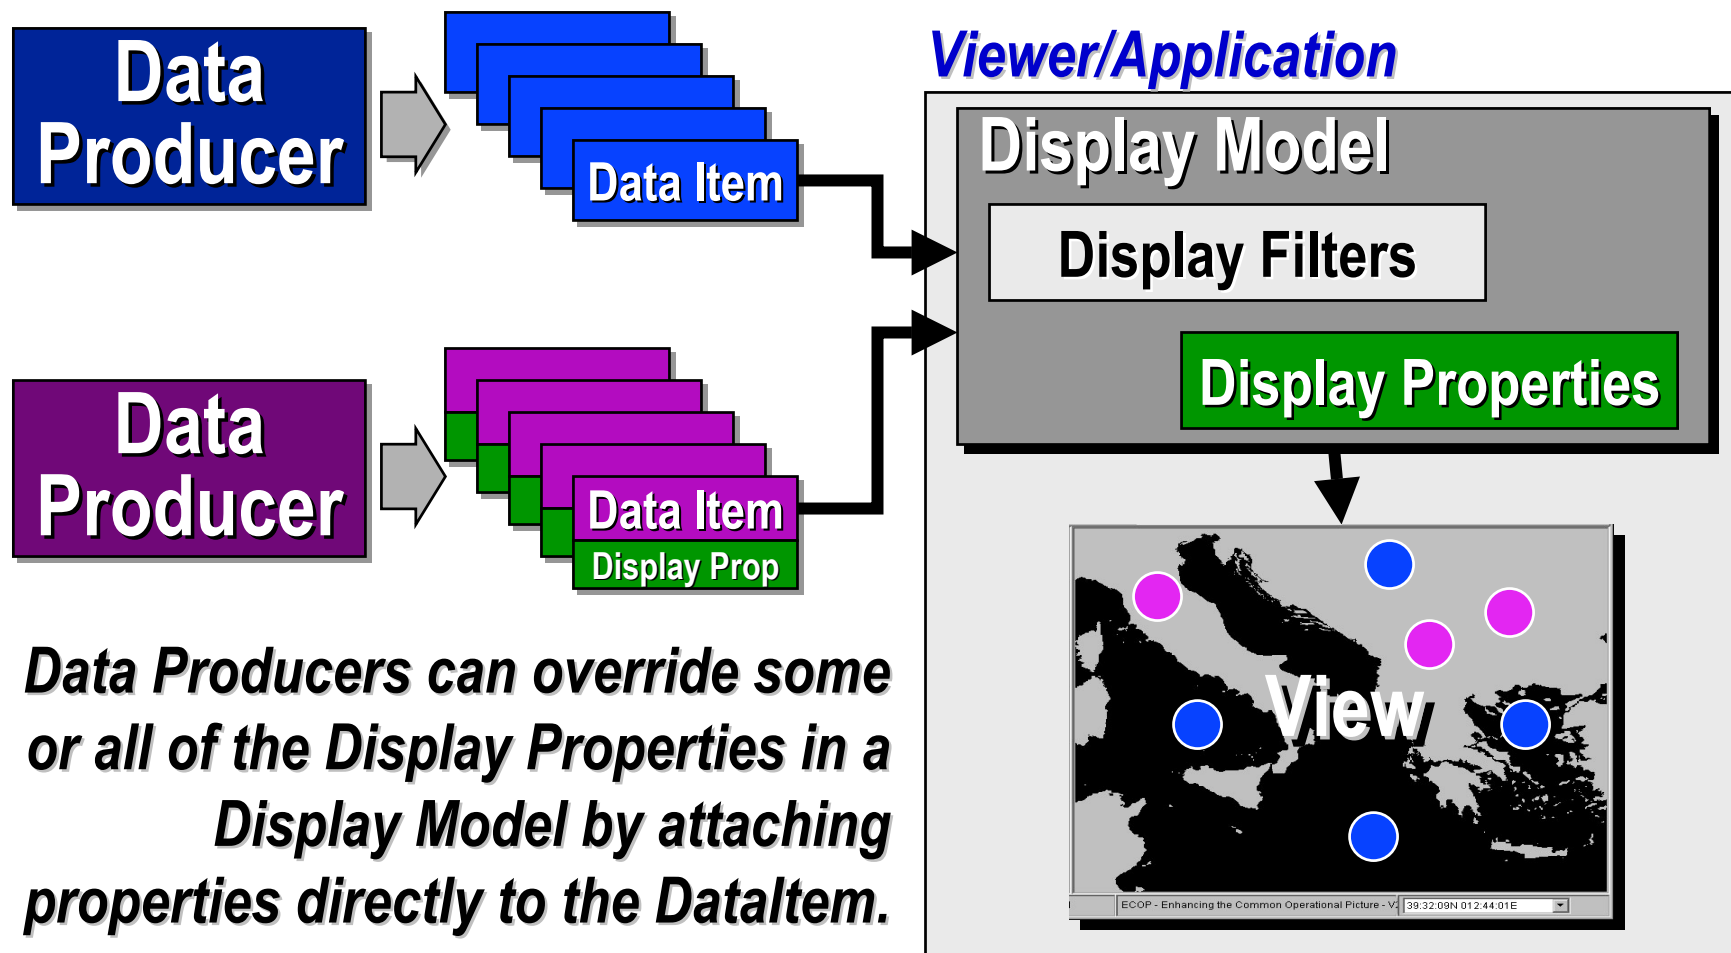 Data
Producer
Data Item
Viewer/Application
Display Model
Display Filters
Display Properties
Data
Producer
Data Item
Display Prop
Data Producers can override some
or all of the Display Properties in a
Display Model by attaching
properties directly to the DataItem.
View
ECOP - Enhancing the Common Operational Picture -
39:32:09N 012:44:01E